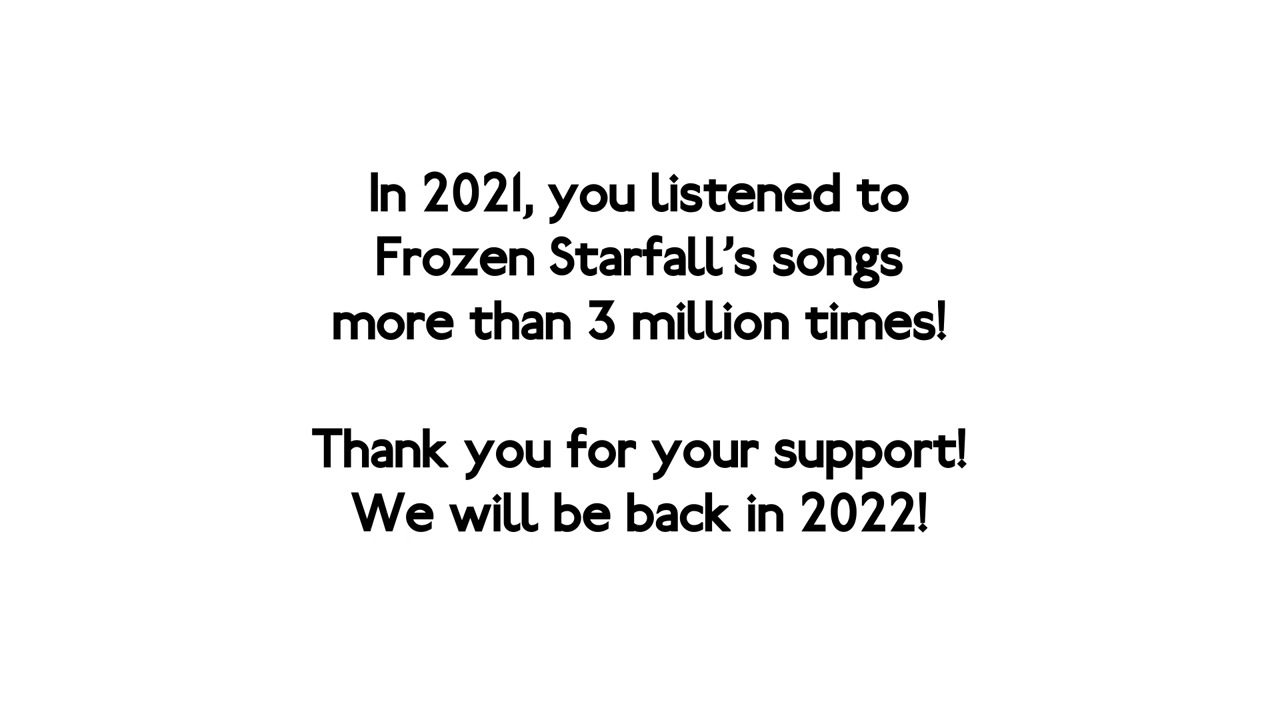 In 2021, you listened to
Frozen Starfall’s songs
more than 3 million times!
Thank you for your support!
We will be back in 2022!